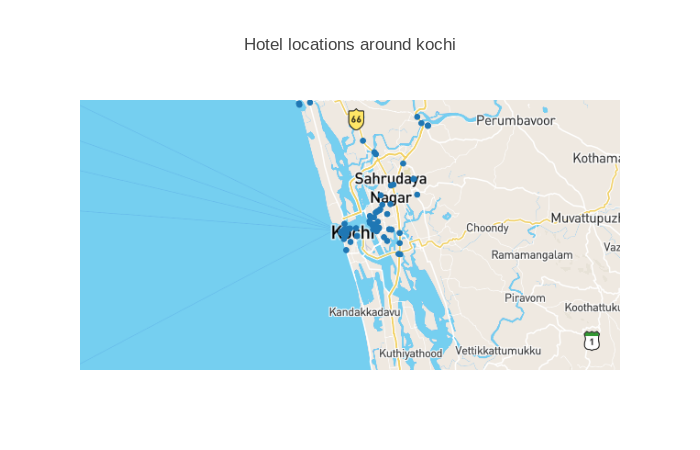 Hotel locations around kochi
66
Perumbavoor
Kothama
Sahrudaya
Nagar
Muvattupuzh
Kochi
Choondy
Vaz
Ramamangalam
Piravom
Koothattuku
Kandakkadavu
1
Kuthiyathood
Vettikkattumukku